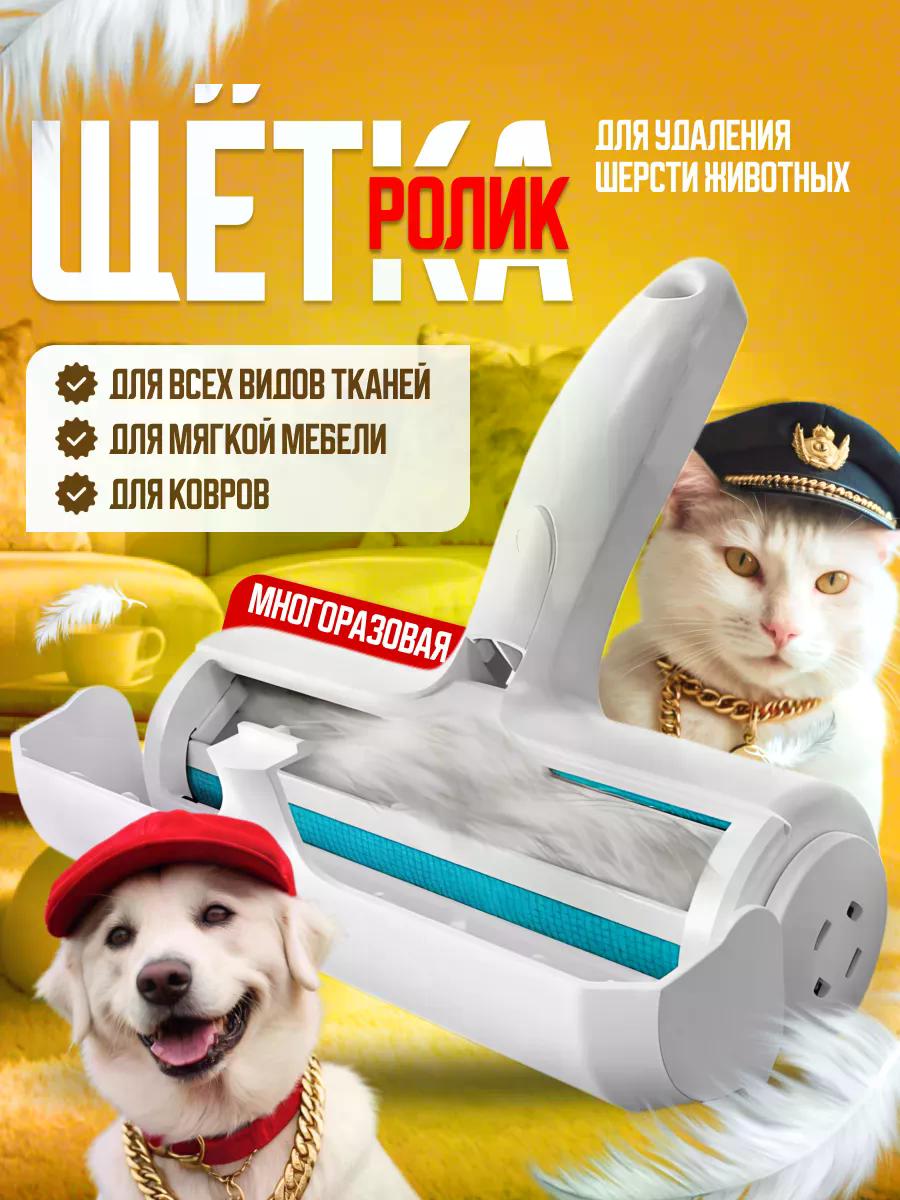 ЩЁТКА
РОЛИК
ДЛЯ УДАЛЕНИЯ
ШЕРСТИ ЖИВОТНЫХ
ДЛЯ ВСЕХ ВИДОВ ТКАНЕЙ
ДЛЯ МЯГКОЙ МЕБЕЛИ
ДЛЯ КОВРОВ
МНОГОРАЗОВАЯ